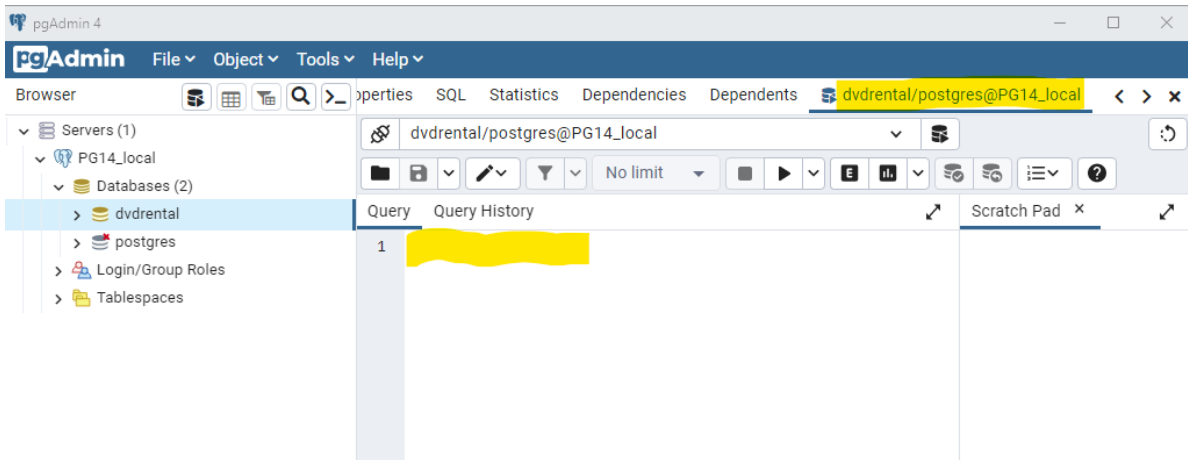 pgAdmin 4
pgAdmin File Object Tools Help
Browser operties SQL Statistics Dependencies Dependents dvdrental/postgres@PG14_local
Servers (1)
dvdrental/postgres@PG14_local
PG14_local
No limit E
Databases (2)
dvdrental
Query Query History Scratch Pad
postgres
1
Login/Group Roles
Tablespaces